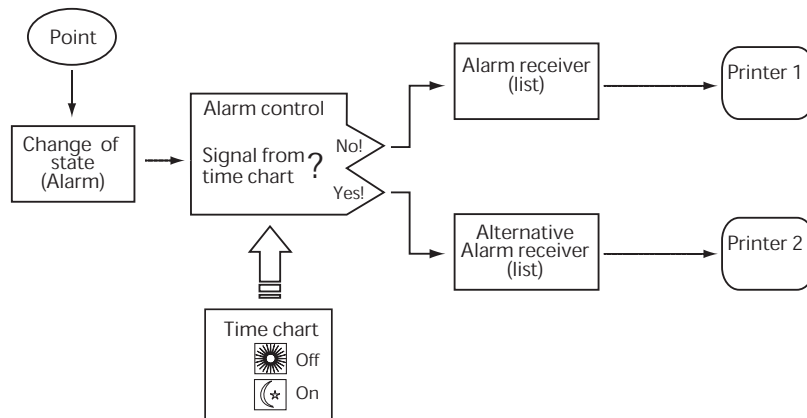 Point
Change of
state
(Alarm)
Alarm control
Signal from
time chart
?
No!
Yes!
Alarm receiver
(list)
Printer 1
Alternative
Alarm receiver
(list)
Printer 2
Time chart
Off
On